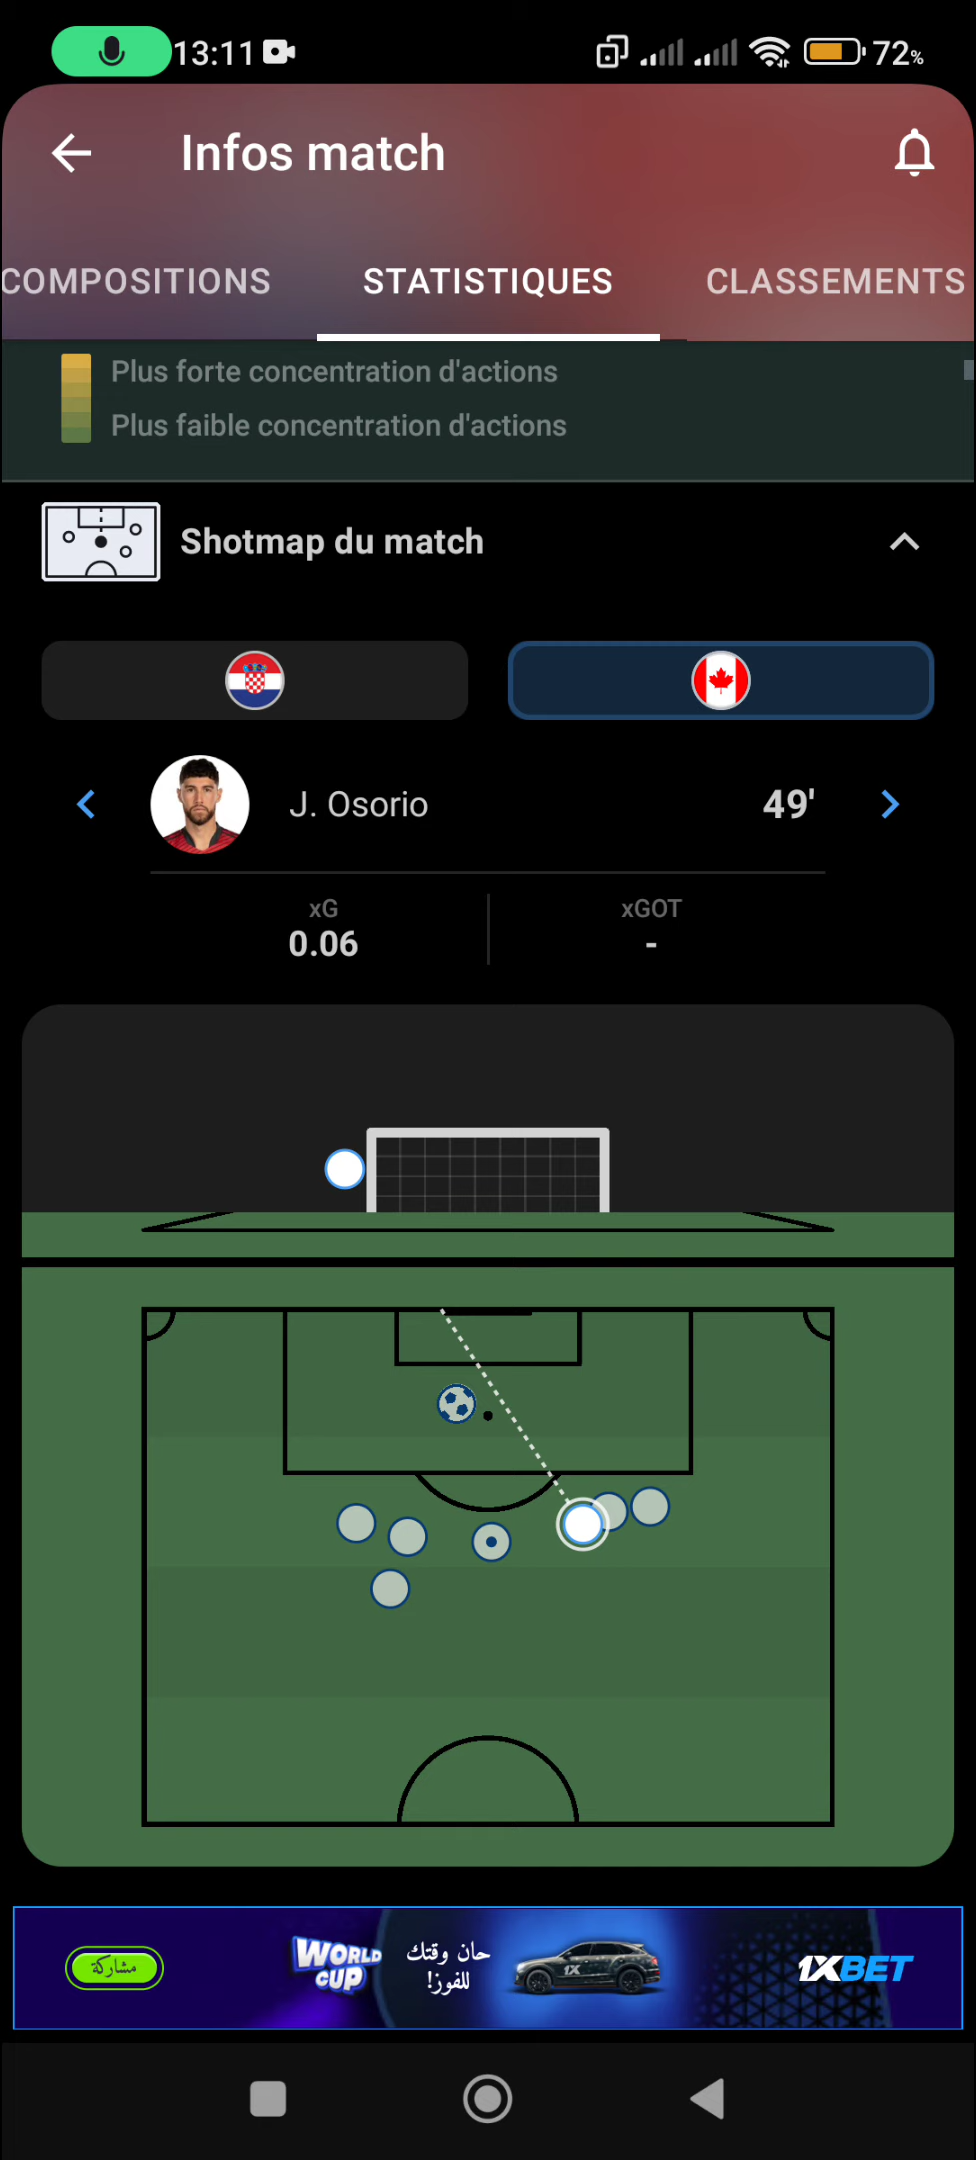 13:11
72%
Infos match
COMPOSITIONS
STATISTIQUES
CLASSEMENTS
Plus forte concentration d'actions
Plus faible concentration d'actions
Shotmap du match
J. Osorio
49'
xG
0.06
xGOT
-
مشاركة
WORLD
CUP
حان وقتك
للفوز!
1X
1XBET